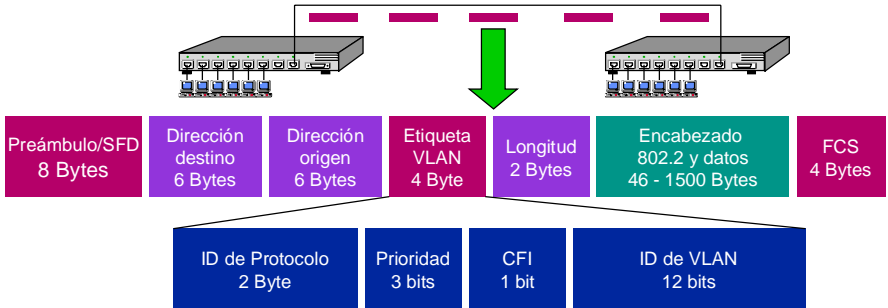 Preámbulo/SFD
8 Bytes
Dirección
destino
6 Bytes
Dirección
origen
6 Bytes
Etiqueta
VLAN
4 Byte
Longitud
2 Bytes
Encabezado
802.2 y datos
46 - 1500 Bytes
FCS
4 Bytes
ID de Protocolo
2 Byte
Prioridad
3 bits
CFI
1 bit
ID de VLAN
12 bits